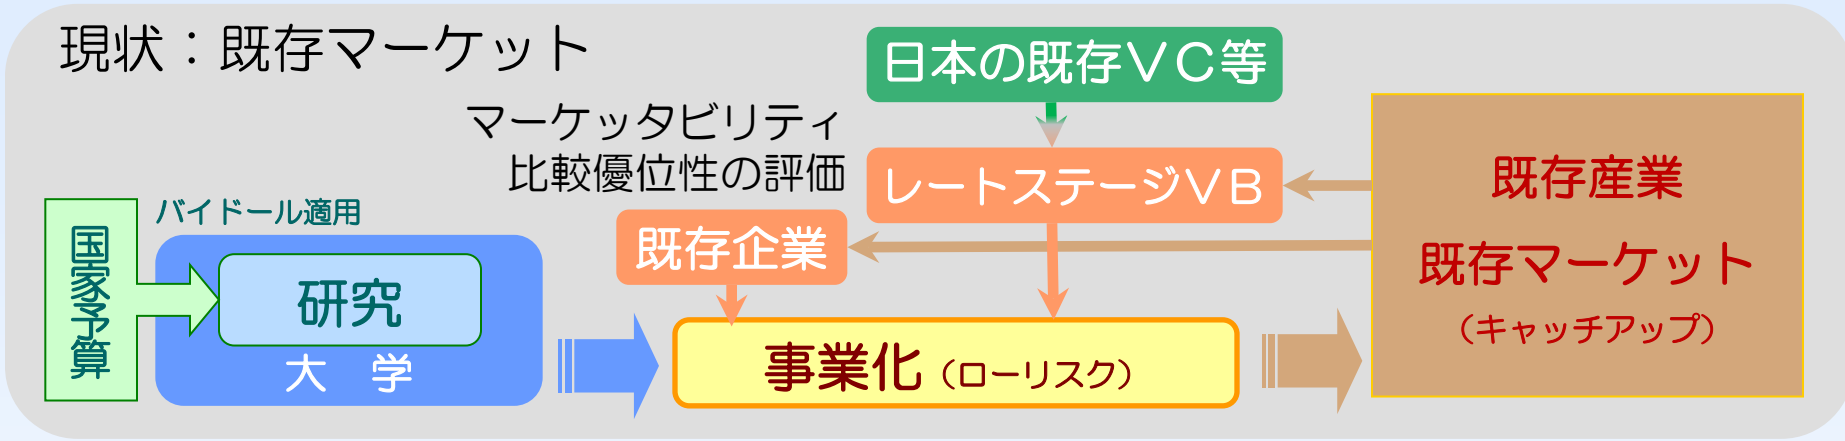 現状：既存マーケット
日本の既存ＶＣ等
マーケッタビリティ
比較優位性の評価
レートステージＶＢ
既存産業
既存マーケット
（キャッチアップ）
バイドール適用
国家予算
研究
大　学
既存企業
事業化（ローリスク）